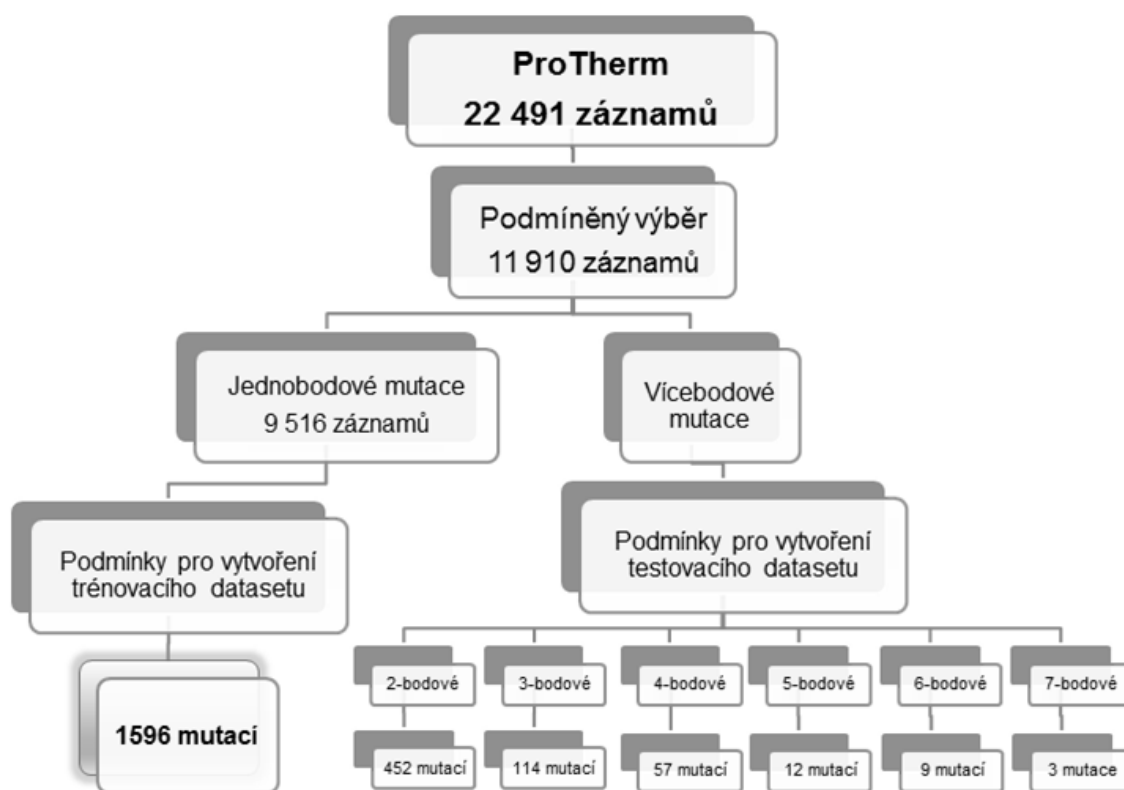 ProTherm
22 491 záznamů
Podmíněný výběr
11 910 záznamů
Jednobodové mutace
9 516 záznamů
Vícebodové
mutace
Podmínky pro vytvoření
trénovacího datasetu
Podmínky pro vytvoření
testovacího datasetu
1596 mutací
2-bodové
3-bodové
4-bodové
5-bodové
6-bodové
7-bodové
452 mutací
114 mutací
57 mutací
12 mutací
9 mutací
3 mutace